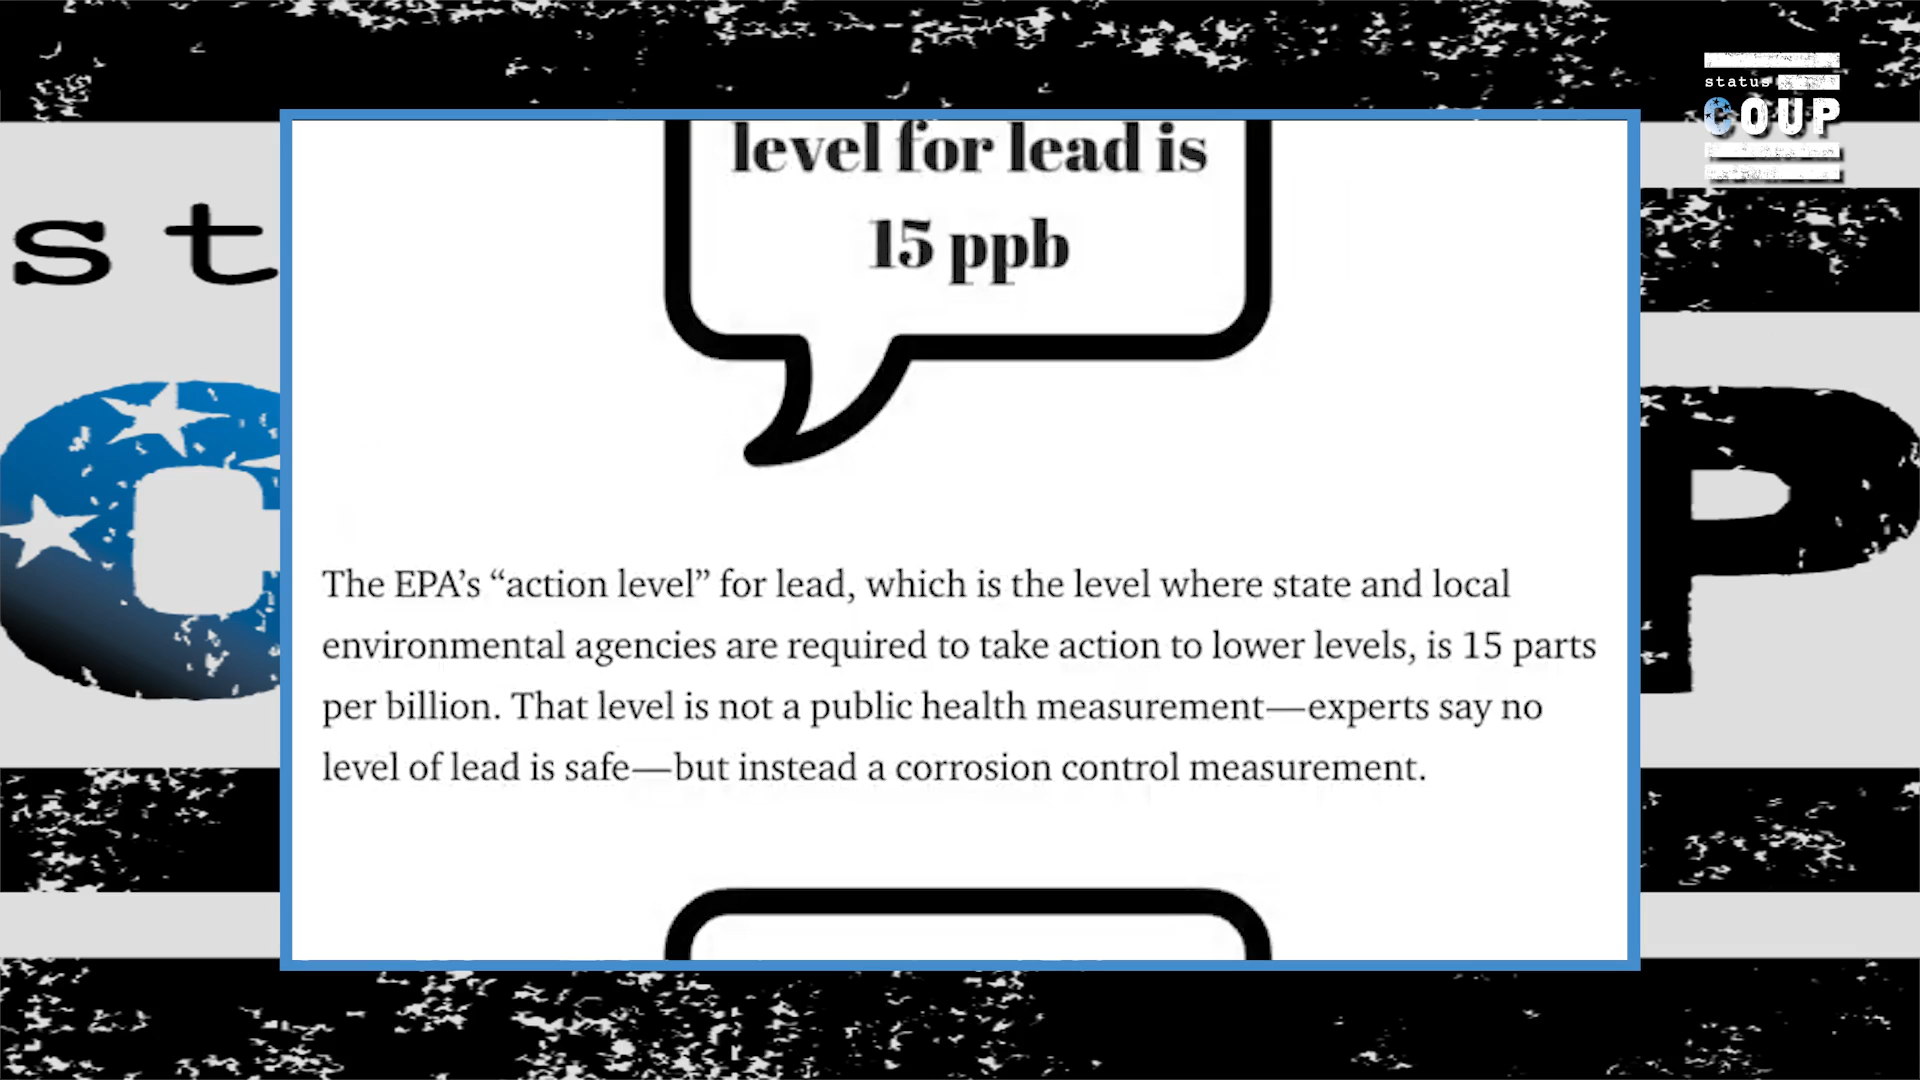 status
COUP
level for lead is
15 ppb
st
C
P
The EPA’s “action level” for lead, which is the level where state and local
environmental agencies are required to take action to lower levels, is 15 parts
per billion. That level is not a public health measurement—experts say no
level of lead is safe—but instead a corrosion control measurement.